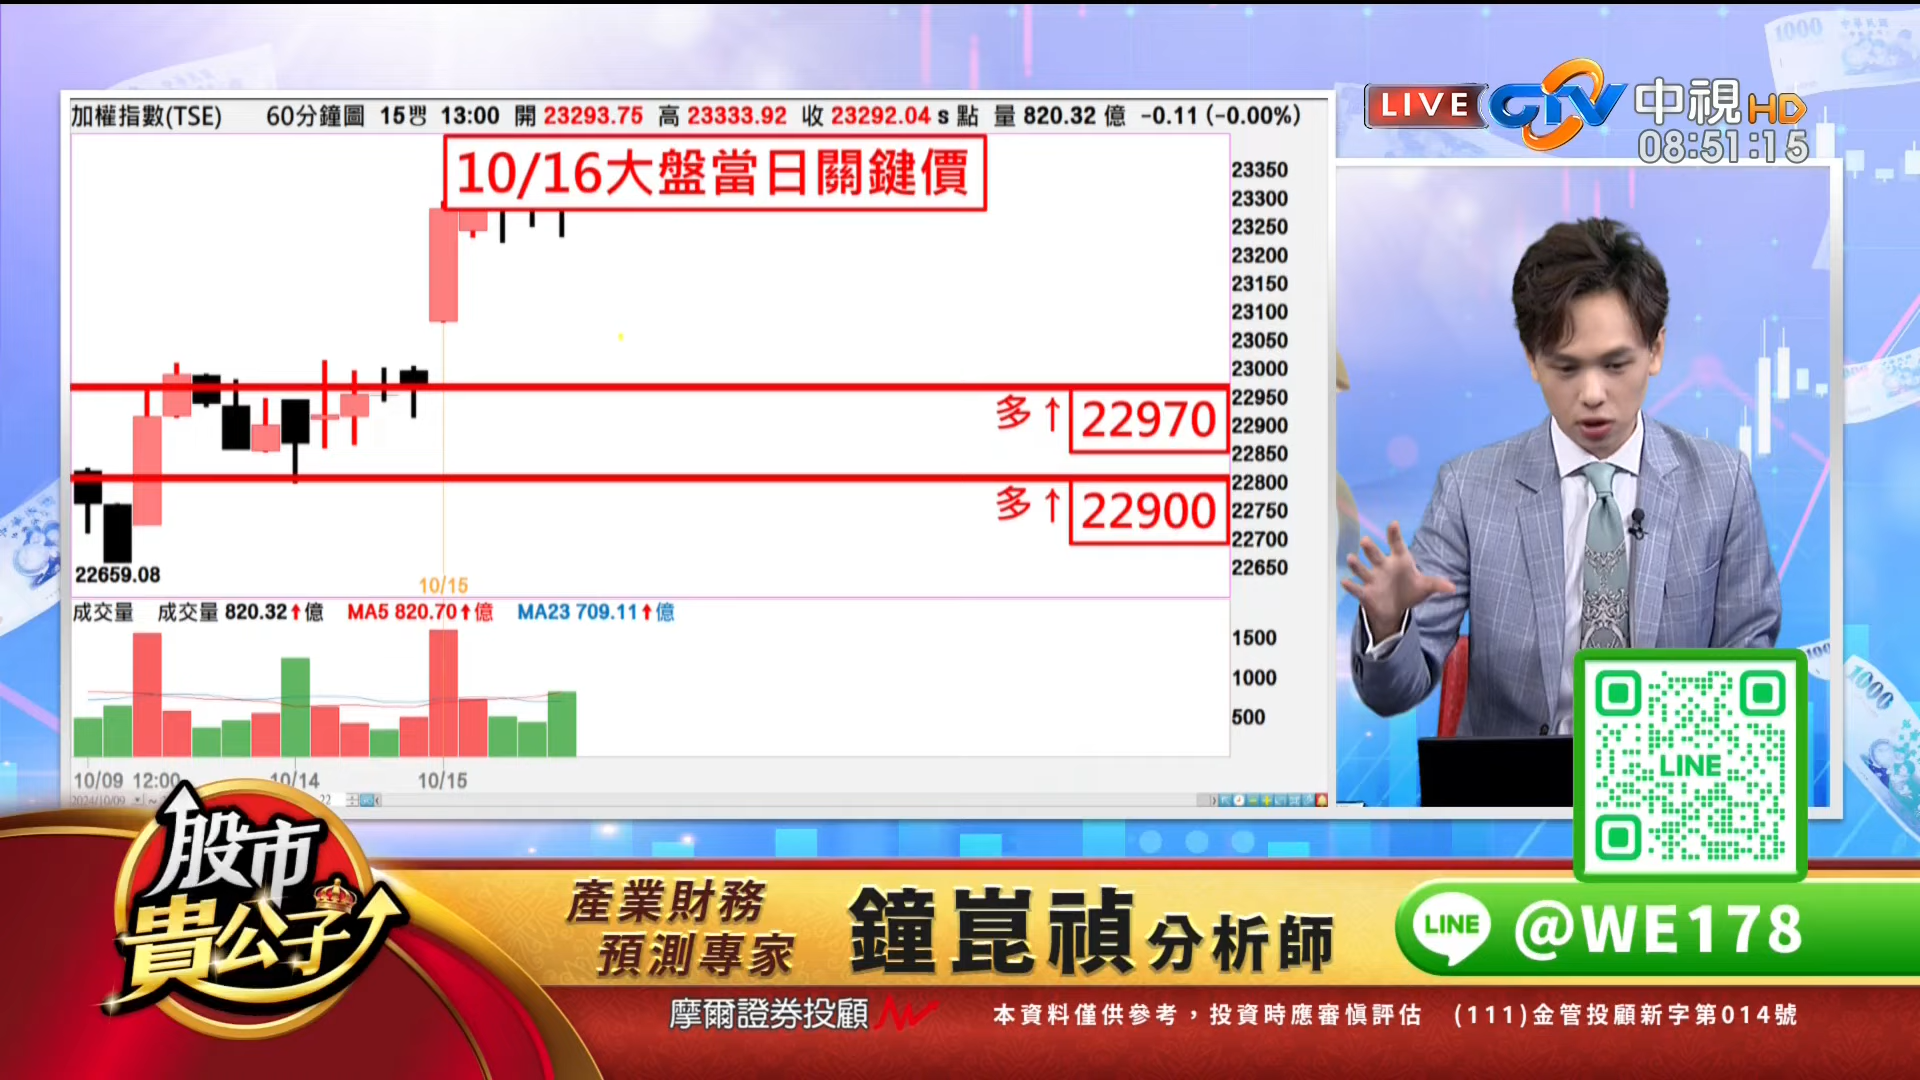 加權指數(TSE) 60分鐘圖 15 13:00 開 23293.75 高 23333.92 收 23292.04 s 點 量 820.32 億 -0.11 (-0.00%)
10/16大盤當日關鍵價
23350
23300
23250
23200
23150
23100
23050
23000
22950
22900
22850
22800
22750
22700
22650
多↑ 22970
多↑ 22900
22659.08
10/15
成交量 成交量 820.32↑億 MA5 820.70↑億 MA23 709.11↑億
1500
1000
500
10/09 12:00 10/14 10/15
2024/10/09
LIVE CTV 中視 HD
08:51:15
LINE
股市
貴公子
產業財務
預測專家
鐘崑禎 分析師
LINE @WE178
摩爾證券投顧
本資料僅供參考，投資時應審慎評估 (111)金管投顧新字第014號